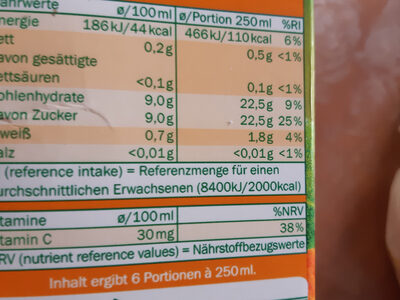 ährwerte ø/100ml ø/Portion 250ml %RI
nergie 186kJ/44kcal 466kJ/110kcal 6%
ett 0,2g 0,5g <1%
avon gesättigte
ettsäuren <0,1g 0,1g <1%
ohlenhydrate 9,0g 22,5g 9%
avon Zucker 9,0g 22,5g 25%
weiß 0,7g 1,8g 4%
alz <0,01g <0,01g <1%
(reference intake) = Referenzmenge für einen
urchschnittlichen Erwachsenen (8400kJ/2000kcal)
tamine ø/100ml %NRV
tamin C 30mg 38%
RV (nutrient reference values) = Nährstoffbezugswerte
Inhalt ergibt 6 Portionen à 250ml.